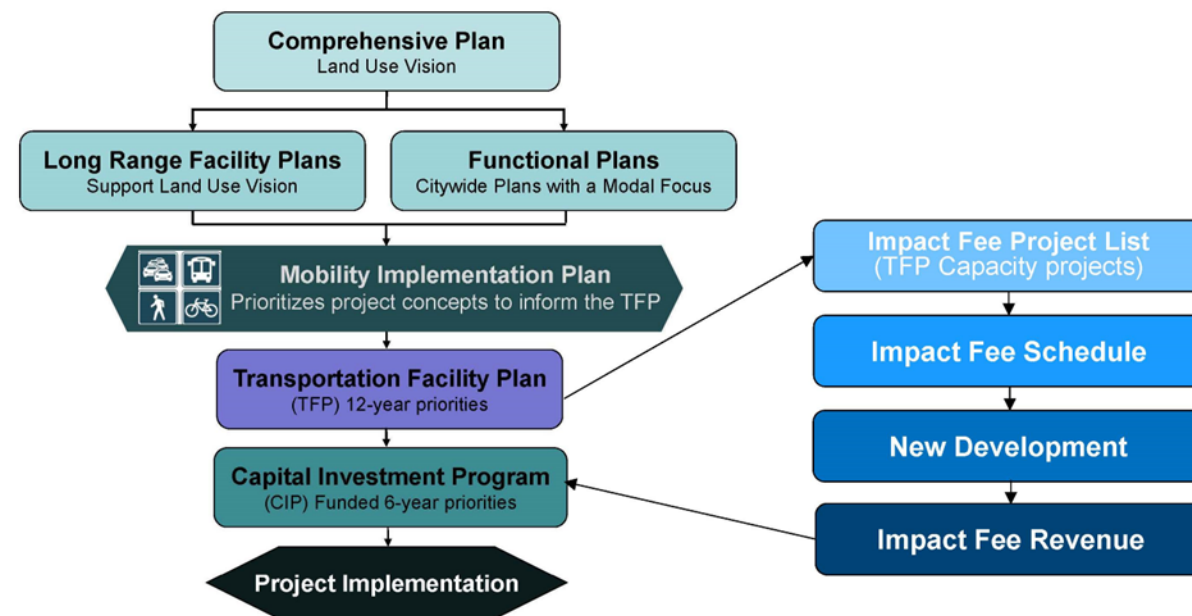 Comprehensive Plan
Land Use Vision
Long Range Facility Plans
Support Land Use Vision
Functional Plans
Citywide Plans with a Modal Focus
Mobility Implementation Plan
Prioritizes project concepts to inform the TFP
Transportation Facility Plan
(TFP) 12-year priorities
Capital Investment Program
(CIP) Funded 6-year priorities
Project Implementation
Impact Fee Project List
(TFP Capacity projects)
Impact Fee Schedule
New Development
Impact Fee Revenue